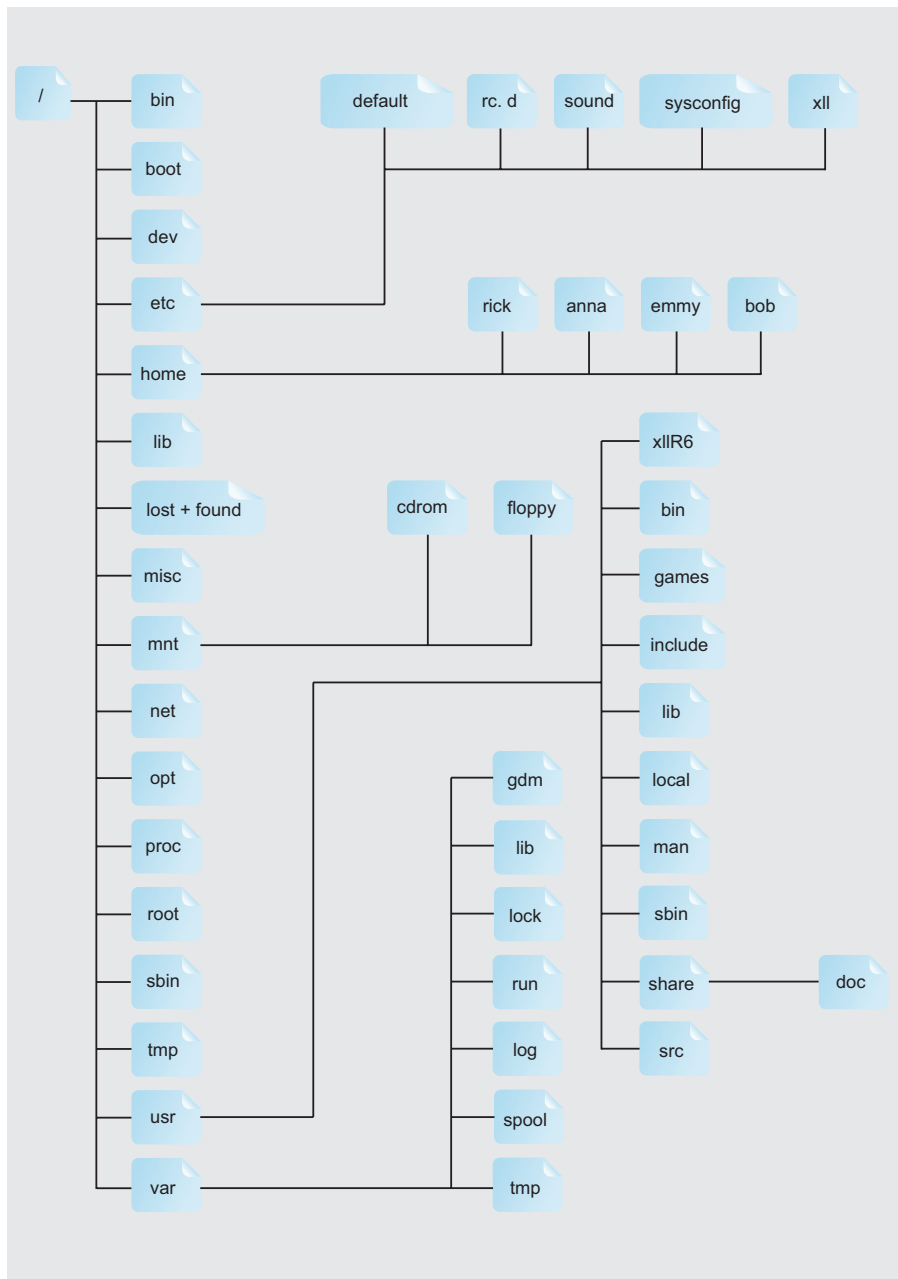 /
bin
default
rc. d
sound
sysconfig
xll
boot
dev
etc
rick
anna
emmy
bob
home
lib
xllR6
lost + found
cdrom
floppy
bin
misc
games
mnt
include
net
lib
opt
gdm
local
proc
lib
man
root
lock
sbin
sbin
run
share
doc
tmp
log
src
usr
spool
var
tmp